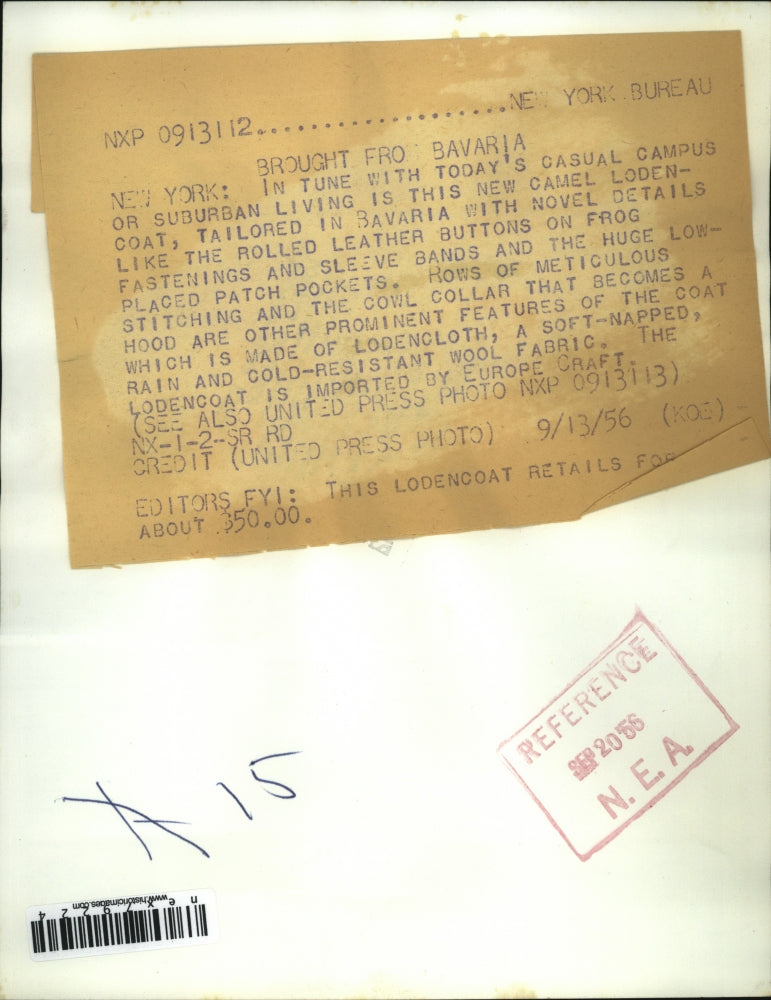 NXP 0913112....................NEW YORK BUREAU
BROUGHT FRO BAVARIA
NEW YORK: IN TUNE WITH TODAY'S CASUAL CAMPUS
OR SUBURBAN LIVING IS THIS NEW CAMEL LODEN-
COAT, TAILORED IN BAVARIA WITH NOVEL DETAILS
LIKE THE ROLLED LEATHER BUTTONS ON FROG
FASTENINGS AND SLEEVE BANDS AND THE HUGE LOW-
PLACED PATCH POCKETS. ROWS OF METICULOUS
STITCHING AND THE COWL COLLAR THAT BECOMES A
HOOD ARE OTHER PROMINENT FEATURES OF THE COAT
WHICH IS MADE OF LODENCLOTH, A SOFT-NAPPED,
RAIN AND COLD-RESISTANT WOOL FABRIC. THE
LODENCOAT IS IMPORTED BY EUROPE CRAFT.
(SEE ALSO UNITED PRESS PHOTO NXP 0913113)
NX-1-2--SR RD
CREDIT (UNITED PRESS PHOTO) 9/13/56 (KOE)
EDITORS FYI: THIS LODENCOAT RETAILS FOR
ABOUT $50.00.
REFERENCE
SEP 20 '56
N. E. A.
A 15
www.historicimages.com